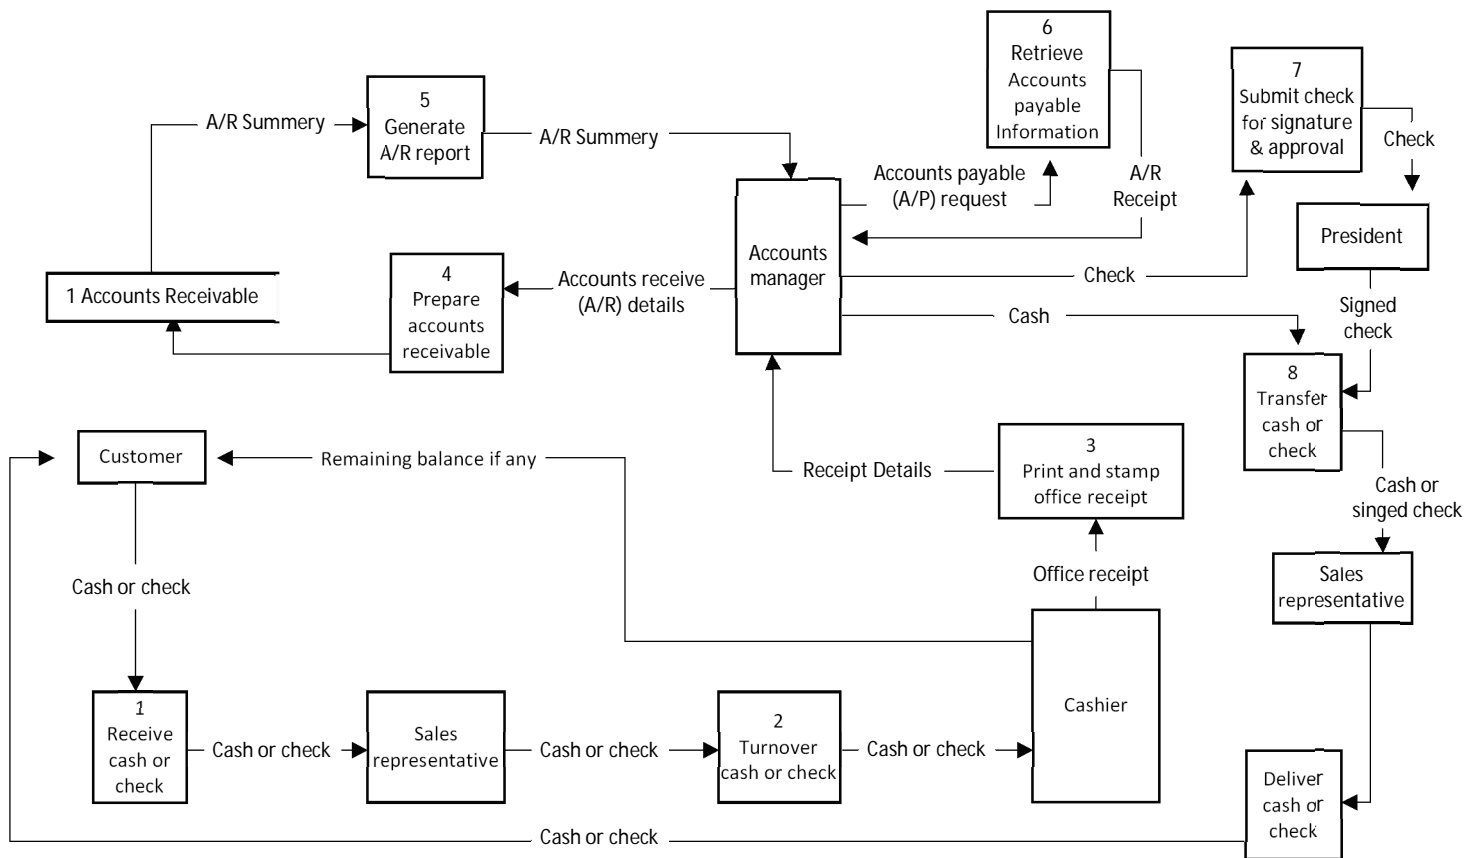 6
Retrieve
Accounts
payable
Information
7
Submit check
for signature
& approval
5
Generate
A/R report
A/R Summery
A/R Summery
Check
Accounts payable
(A/P) request
A/R
Receipt
President
Accounts
manager
4
Prepare
accounts
receivable
Accounts receive
(A/R) details
Check
1 Accounts Receivable
Cash
Signed
check
8
Transfer
cash or
check
Customer
Remaining balance if any
Receipt Details
3
Print and stamp
office receipt
Cash or
singed check
Cash or check
Office receipt
Sales
representative
1
Receive
cash or
check
Cash or check
Sales
representative
Cash or check
2
Turnover
cash or check
Cash or check
Cashier
Deliver
cash or
check
Cash or check